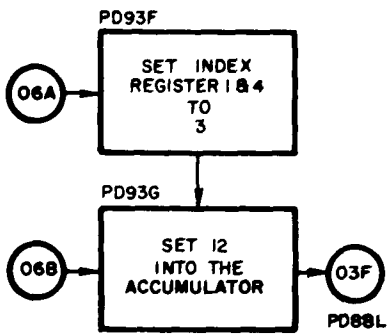 PD93F
06A
SET INDEX
REGISTER 1 & 4
TO
3
PD93G
06B
SET 12
INTO THE
ACCUMULATOR
03F
PD88L